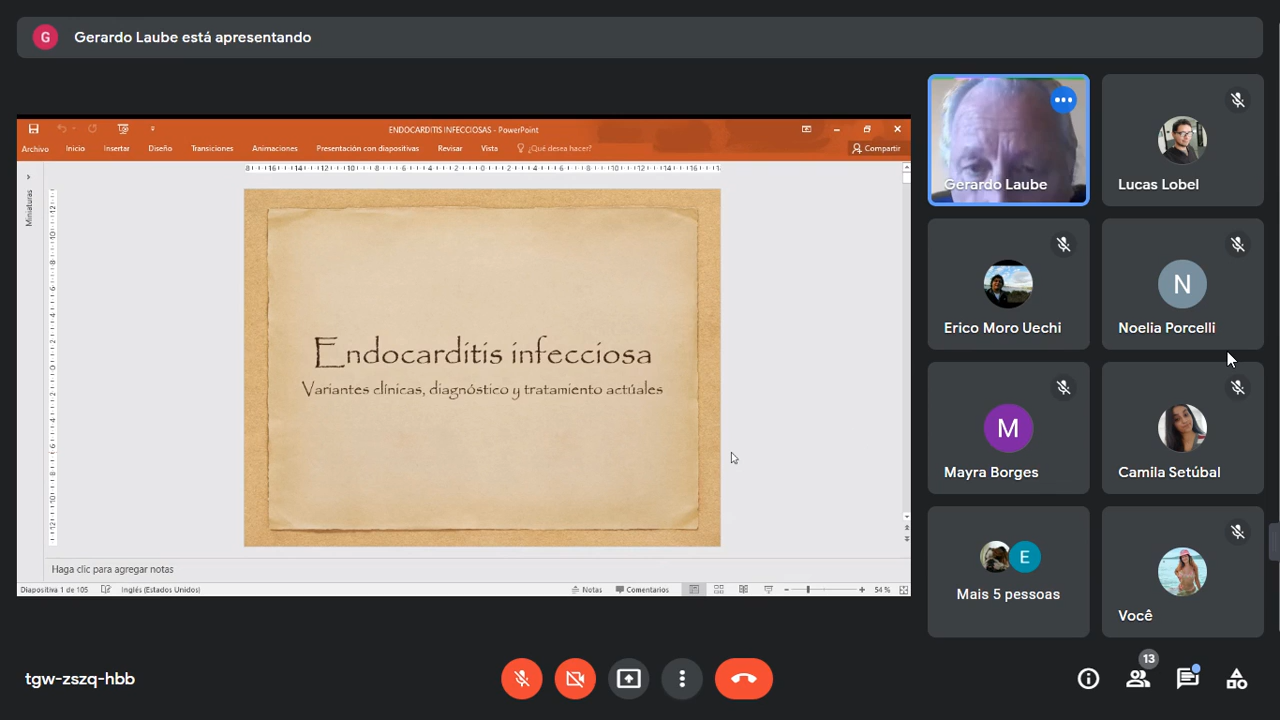 G Gerardo Laube está apresentando
ENDOCARDITIS INFECCIOSAS - PowerPoint
Archivo Inicio Insertar Diseño Transiciones Animaciones Presentación con diapositivas Revisar Vista ¿Qué desea hacer? Compartir
Miniaturas
Endocarditis infecciosa
Variantes clínicas, diagnóstico y tratamiento actúales
Haga clic para agregar notas
Diapositiva 1 de 105 Inglés (Estados Unidos) Notas Comentarios 54 %
Gerardo Laube
Lucas Lobel
Erico Moro Uechi
N
Noelia Porcelli
M
Mayra Borges
Camila Setúbal
E
Mais 5 pessoas
Você
tgw-zszq-hbb
13